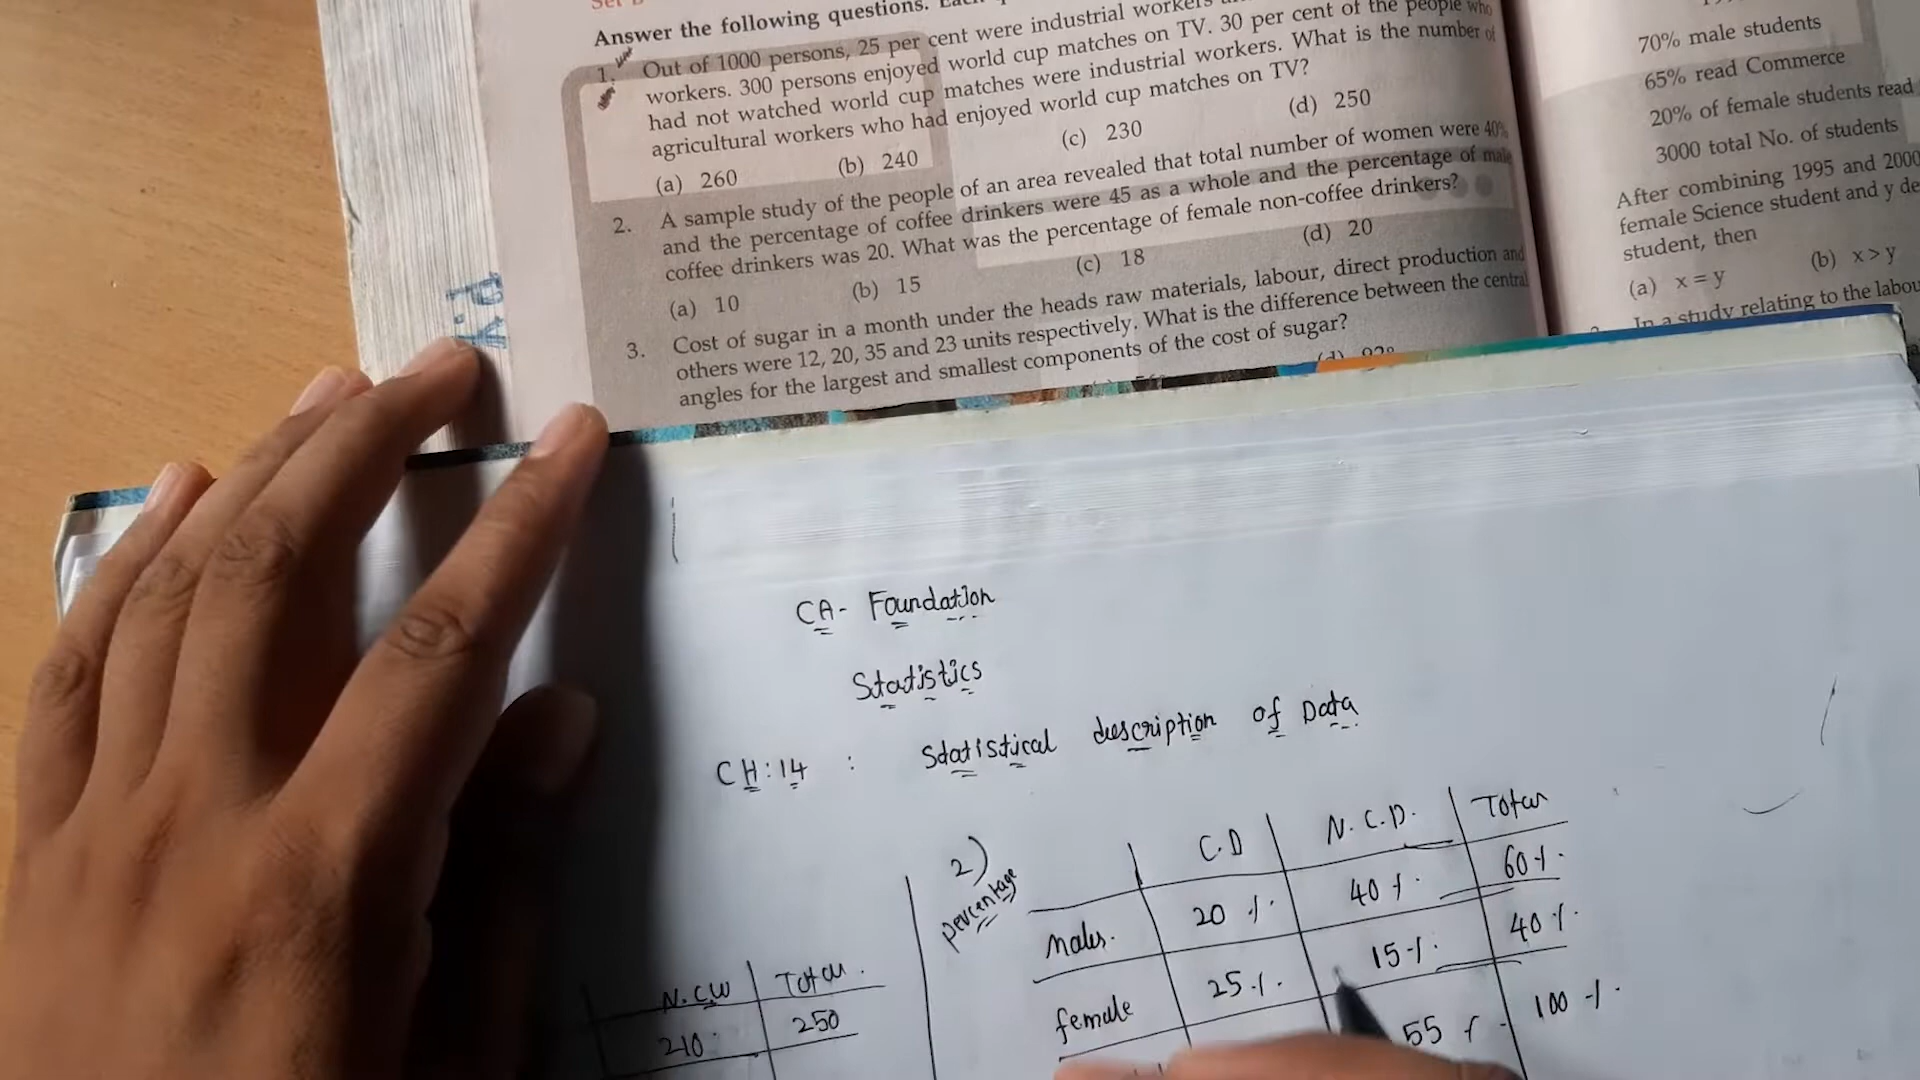 Answer the following questions.
1. Out of 1000 persons, 25 per cent were industrial workers
workers. 300 persons enjoyed world cup matches on TV. 30 per cent of the people who
had not watched world cup matches were industrial workers. What is the number of
agricultural workers who had enjoyed world cup matches on TV?
(a) 260 (b) 240 (c) 230 (d) 250
2. A sample study of the people of an area revealed that total number of women were 40%
and the percentage of coffee drinkers were 45 as a whole and the percentage of male
coffee drinkers was 20. What was the percentage of female non-coffee drinkers?
(a) 10 (b) 15 (c) 18 (d) 20
3. Cost of sugar in a month under the heads raw materials, labour, direct production and
others were 12, 20, 35 and 23 units respectively. What is the difference between the central
angles for the largest and smallest components of the cost of sugar?
70% male students
65% read Commerce
20% of female students read
3000 total No. of students
After combining 1995 and 2000
female Science student and y de
student, then
(a) x = y (b) x > y
In a study relating to the labou
P.Y
CA- Foundation
Statistics
CH:14 : Statistical description of Data
2)
percentage
C.D N.C.D. Total
Males. 20 %. 40 %. 60 %.
female 25 %. 15 %. 40 %.
55 %. 100 %.
N.CW Total.
210 250